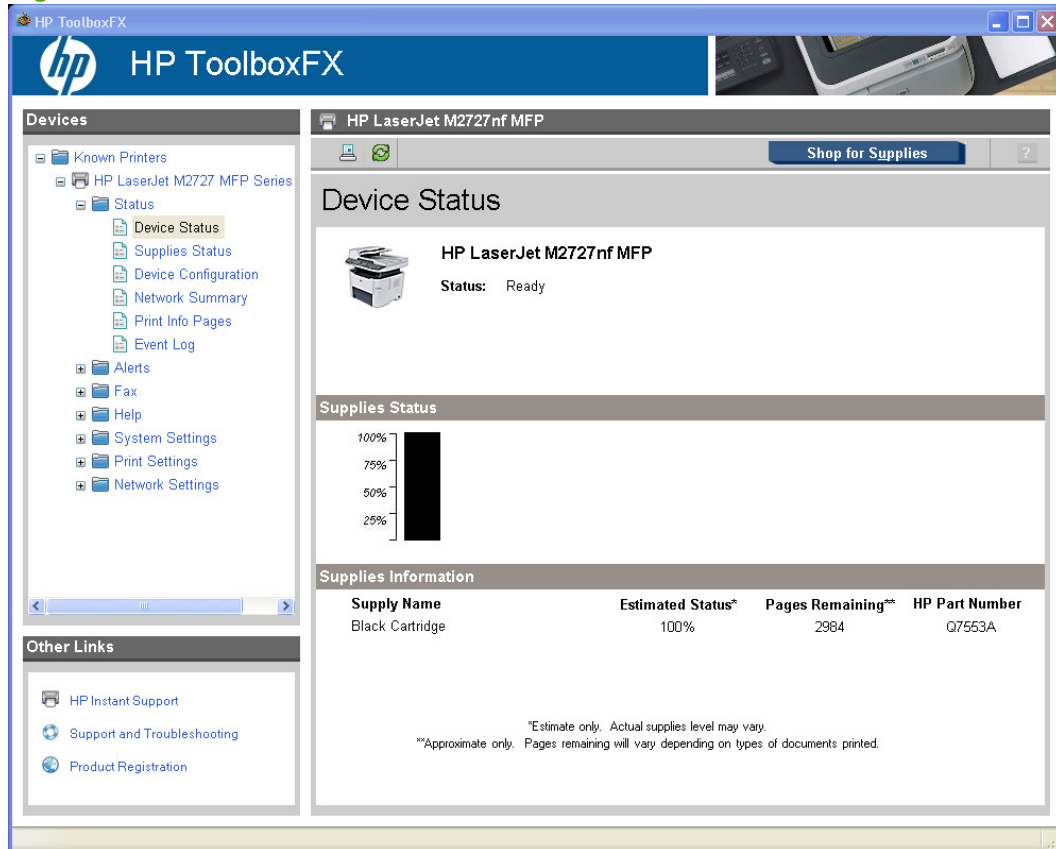 HP ToolboxFX
hp HP ToolboxFX
Devices
Known Printers
HP LaserJet M2727 MFP Series
Status
Device Status
Supplies Status
Device Configuration
Network Summary
Print Info Pages
Event Log
Alerts
Fax
Help
System Settings
Print Settings
Network Settings
Other Links
HP Instant Support
Support and Troubleshooting
Product Registration
HP LaserJet M2727nf MFP
Shop for Supplies ?
Device Status
HP LaserJet M2727nf MFP
Status: Ready
Supplies Status
100%
75%
50%
25%
Supplies Information
Supply Name Estimated Status* Pages Remaining** HP Part Number
Black Cartridge 100% 2984 Q7553A
*Estimate only. Actual supplies level may vary.
**Approximate only. Pages remaining will vary depending on types of documents printed.